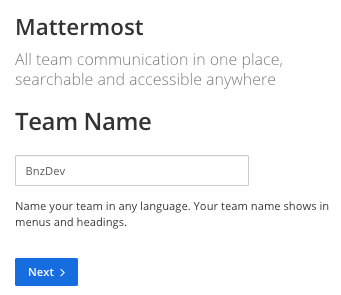 Mattermost
All team communication in one place,
searchable and accessible anywhere
Team Name
BnzDev
Name your team in any language. Your team name shows in
menus and headings.
Next